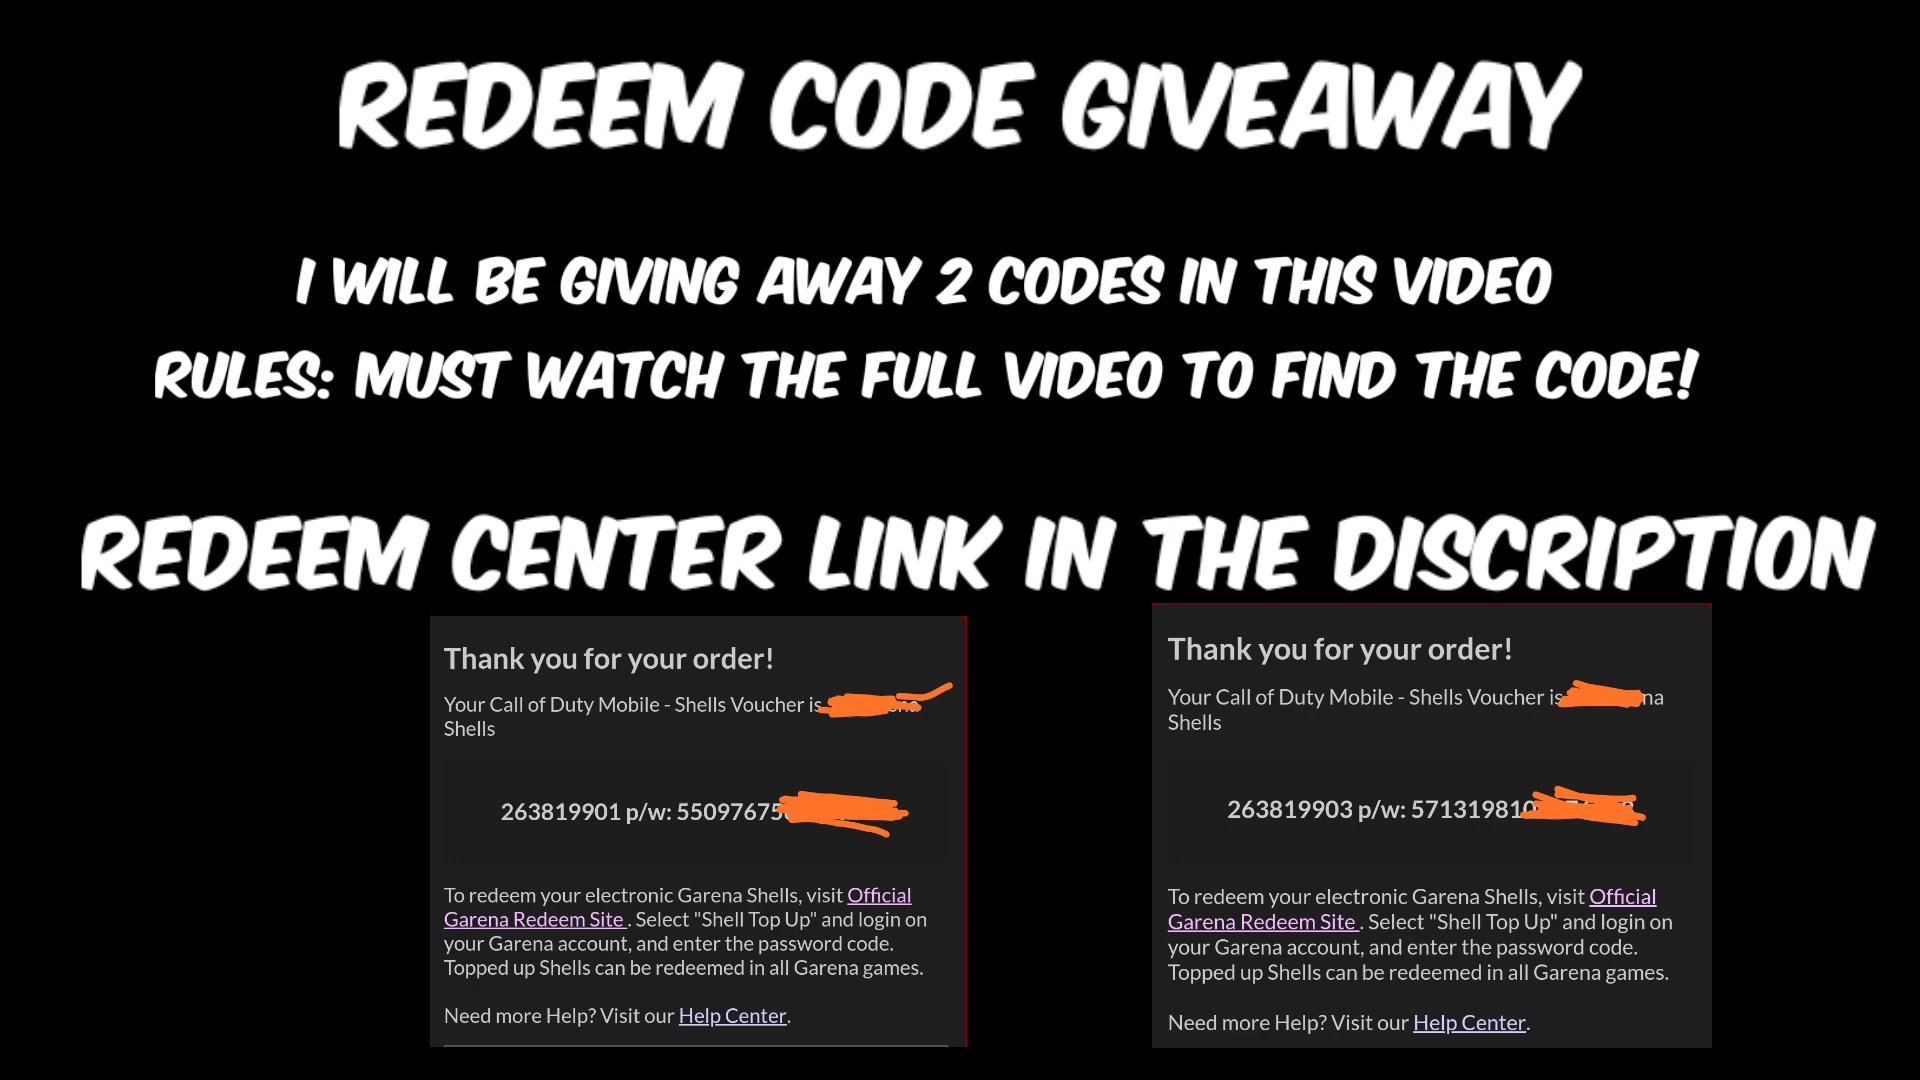 REDEEM CODE GIVEAWAY
I WILL BE GIVING AWAY 2 CODES IN THIS VIDEO
RULES: MUST WATCH THE FULL VIDEO TO FIND THE CODE!
REDEEM CENTER LINK IN THE DISCRIPTION
Thank you for your order!
Your Call of Duty Mobile - Shells Voucher is
Shells
263819901 p/w: 55097675
To redeem your electronic Garena Shells, visit Official
Garena Redeem Site . Select "Shell Top Up" and login on
your Garena account, and enter the password code.
Topped up Shells can be redeemed in all Garena games.
Need more Help? Visit our Help Center.
Thank you for your order!
Your Call of Duty Mobile - Shells Voucher is
Shells
263819903 p/w: 57131981
To redeem your electronic Garena Shells, visit Official
Garena Redeem Site . Select "Shell Top Up" and login on
your Garena account, and enter the password code.
Topped up Shells can be redeemed in all Garena games.
Need more Help? Visit our Help Center.